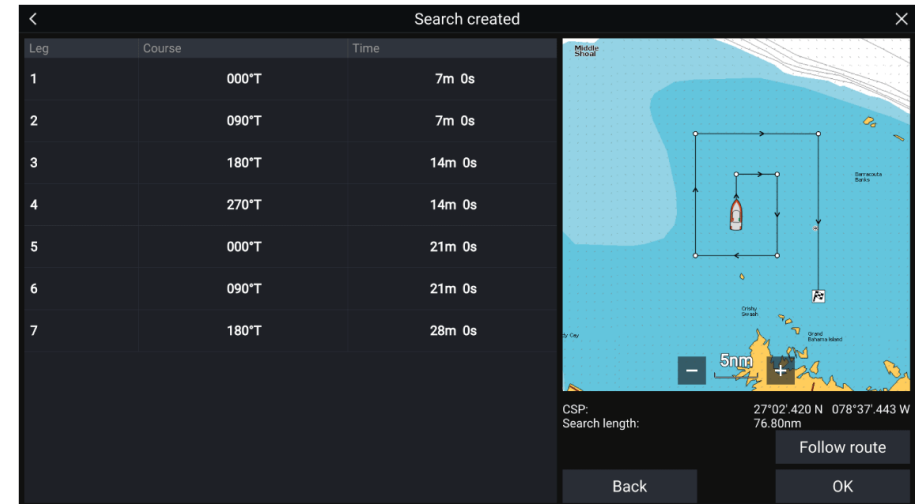 Search created
Leg Course Time
1 000°T 7m 0s
2 090°T 7m 0s
3 180°T 14m 0s
4 270°T 14m 0s
5 000°T 21m 0s
6 090°T 21m 0s
7 180°T 28m 0s
Middle
Shoal
Barracouta
Banks
Grand
Bahama Island
dy Cay
5nm
CSP: 27°02'.420 N 078°37'.443 W
Search length: 76.80nm
Follow route
Back OK